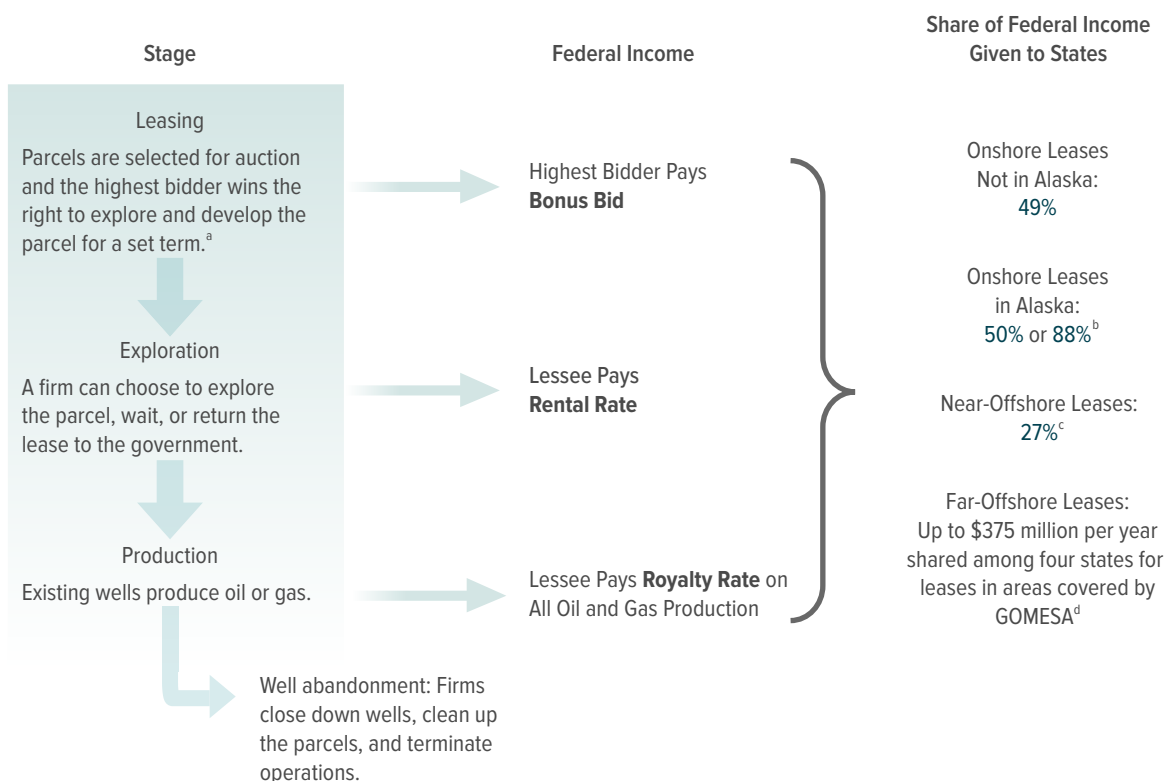 Stage
Federal Income
Share of Federal Income
Given to States
Leasing
Parcels are selected for auction
and the highest bidder wins the
right to explore and develop the
parcel for a set term.a
Highest Bidder Pays
Bonus Bid
Exploration
A firm can choose to explore
the parcel, wait, or return the
lease to the government.
Lessee Pays
Rental Rate
Production
Existing wells produce oil or gas.
Lessee Pays Royalty Rate on
All Oil and Gas Production
Well abandonment: Firms
close down wells, clean up
the parcels, and terminate
operations.
Onshore Leases
Not in Alaska:
49%
Onshore Leases
in Alaska:
50% or 88%b
Near-Offshore Leases:
27%c
Far-Offshore Leases:
Up to $375 million per year
shared among four states for
leases in areas covered by
GOMESAd